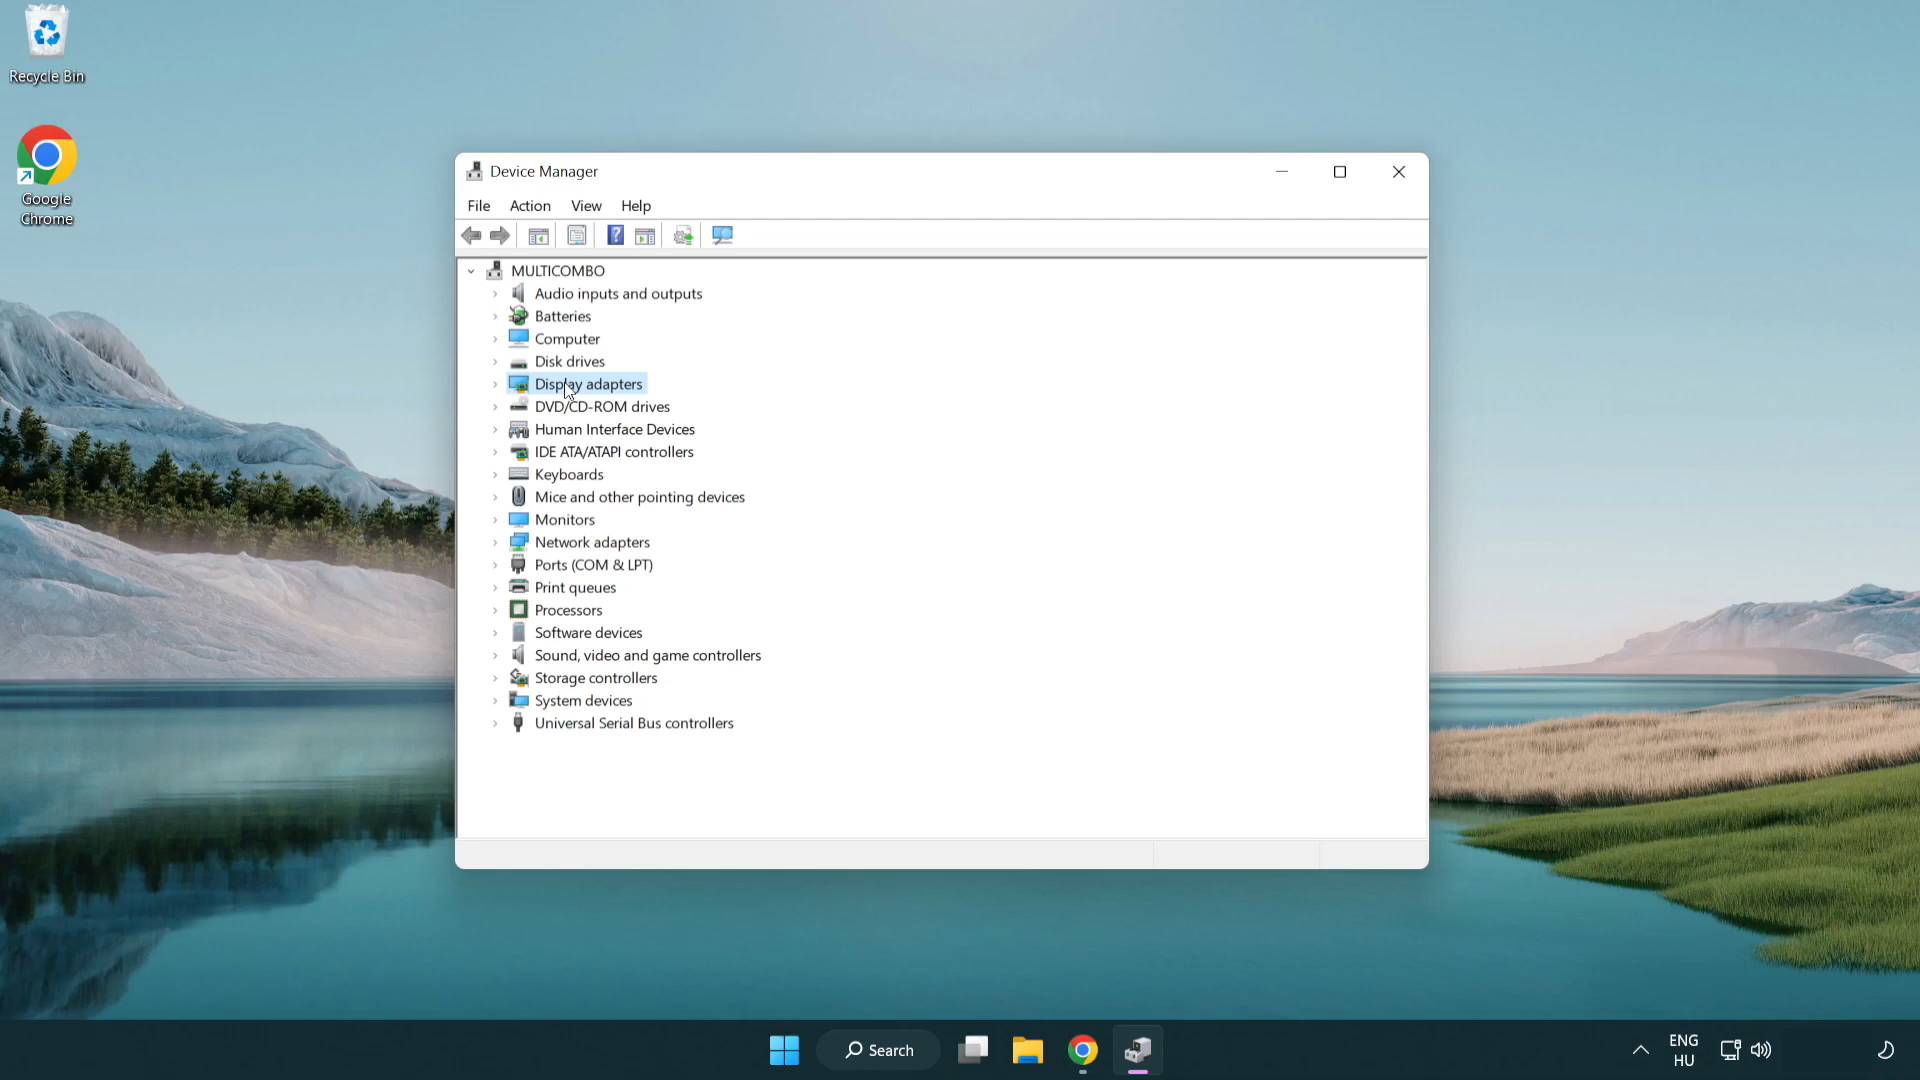 Recycle Bin
Google
Chrome
Device Manager
File Action View Help
MULTICOMBO
Audio inputs and outputs
Batteries
Computer
Disk drives
Display adapters
DVD/CD-ROM drives
Human Interface Devices
IDE ATA/ATAPI controllers
Keyboards
Mice and other pointing devices
Monitors
Network adapters
Ports (COM & LPT)
Print queues
Processors
Software devices
Sound, video and game controllers
Storage controllers
System devices
Universal Serial Bus controllers
Search
ENG
HU